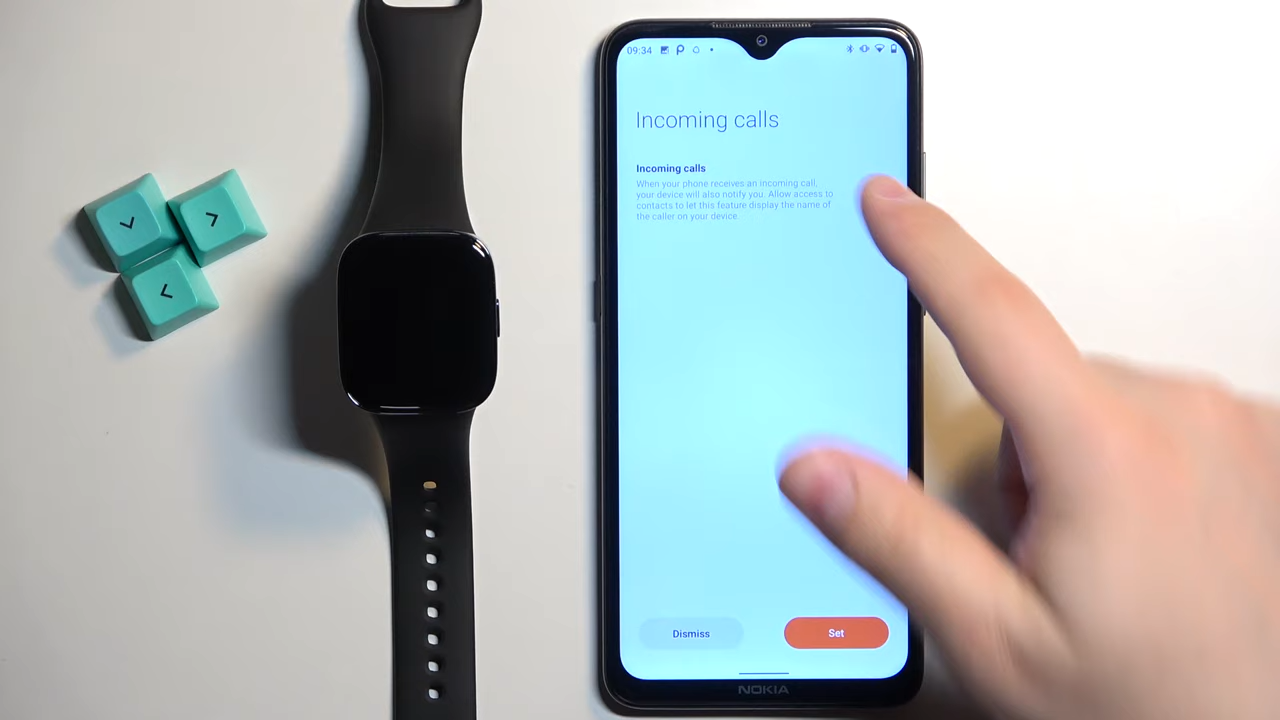 09:34
Incoming calls
Incoming calls
When your phone receives an incoming call,
your device will also notify you. Allow access to
contacts to let this feature display the name of
the caller on your device.
Dismiss
Set
NOKIA